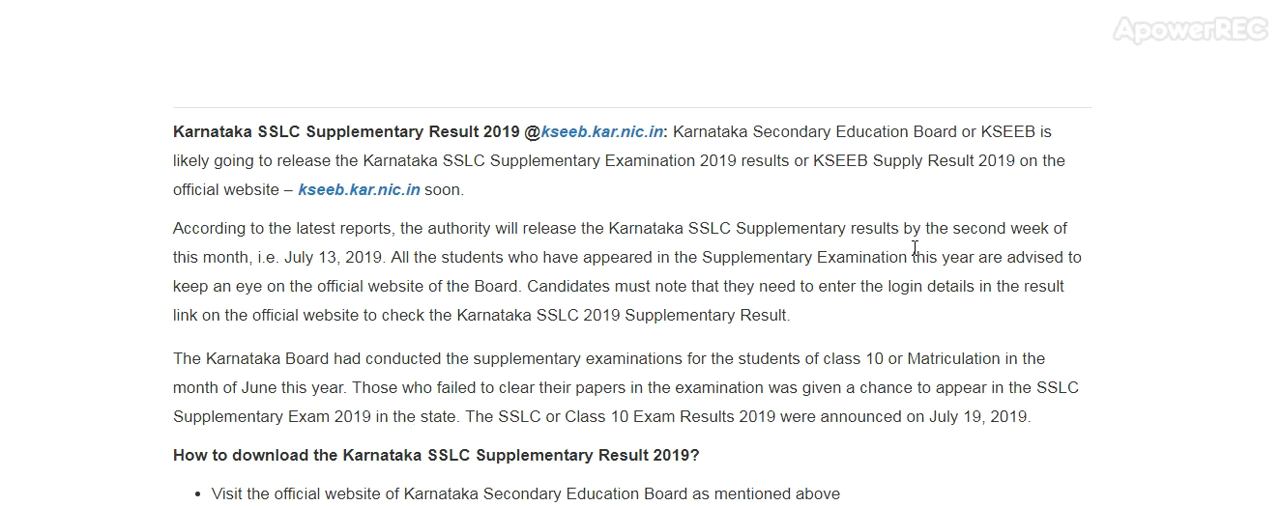 ApowerREC
Karnataka SSLC Supplementary Result 2019 @kseeb.kar.nic.in: Karnataka Secondary Education Board or KSEEB is
likely going to release the Karnataka SSLC Supplementary Examination 2019 results or KSEEB Supply Result 2019 on the
official website – kseeb.kar.nic.in soon.
According to the latest reports, the authority will release the Karnataka SSLC Supplementary results by the second week of
this month, i.e. July 13, 2019. All the students who have appeared in the Supplementary Examination this year are advised to
keep an eye on the official website of the Board. Candidates must note that they need to enter the login details in the result
link on the official website to check the Karnataka SSLC 2019 Supplementary Result.
The Karnataka Board had conducted the supplementary examinations for the students of class 10 or Matriculation in the
month of June this year. Those who failed to clear their papers in the examination was given a chance to appear in the SSLC
Supplementary Exam 2019 in the state. The SSLC or Class 10 Exam Results 2019 were announced on July 19, 2019.
How to download the Karnataka SSLC Supplementary Result 2019?
• Visit the official website of Karnataka Secondary Education Board as mentioned above